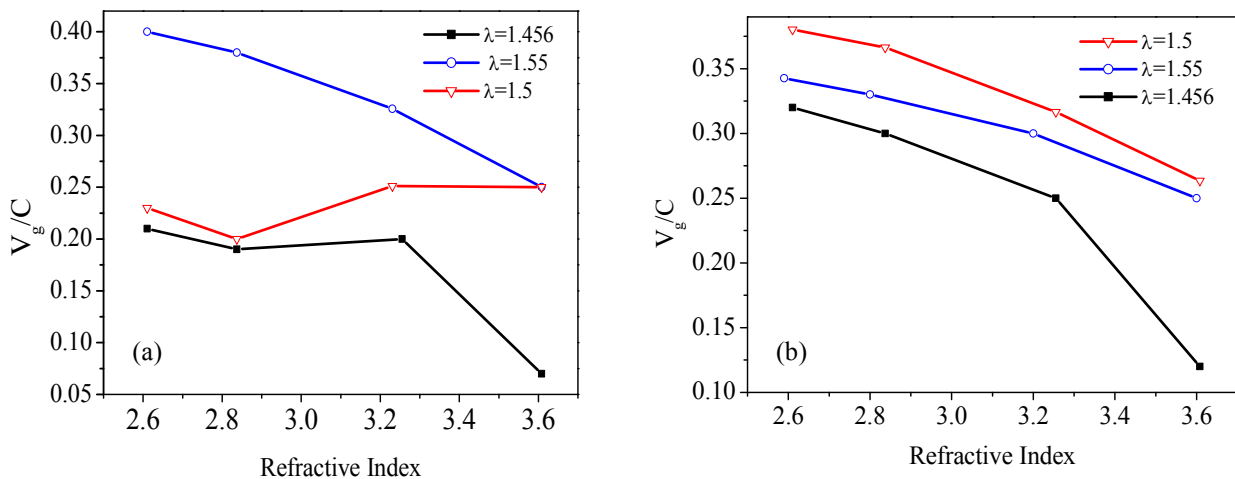 0.40
0.35
0.30
0.25
0.20
0.15
0.10
0.05
Vg/C
λ=1.456
λ=1.55
λ=1.5
(a)
2.6 2.8 3.0 3.2 3.4 3.6
Refractive Index
0.35
0.30
0.25
0.20
0.15
0.10
Vg/C
λ=1.5
λ=1.55
λ=1.456
(b)
2.6 2.8 3.0 3.2 3.4 3.6
Refractive Index